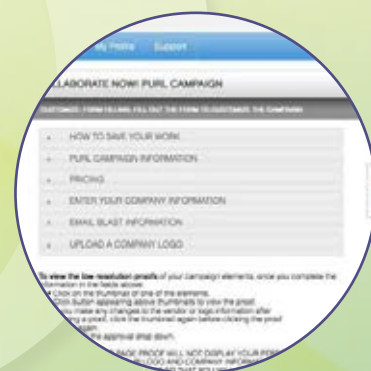 My Profile Support
LLABORATE NOW! PURL CAMPAIGN
CUSTOMIZE FORM FILLING: FILL OUT THE FORM TO CUSTOMIZE THE CAMPAIGN
HOW TO SAVE YOUR WORK
PURL CAMPAIGN INFORMATION
PRICING
ENTER YOUR COMPANY INFORMATION
EMAIL BLAST INFORMATION
UPLOAD A COMPANY LOGO
To view the low resolution proofs of your campaign elements, once you complete the
information in the fields above:
Click on the thumbnail of one of the elements.
Click button appearing above thumbnails to view the proof.
you make any changes to the vendor or logo information after
a proof, click the thumbnail again before clicking the proof
again.
the approval drop down.
PAGE PROOF WILL NOT DISPLAY YOUR
LOGO AND COMPANY